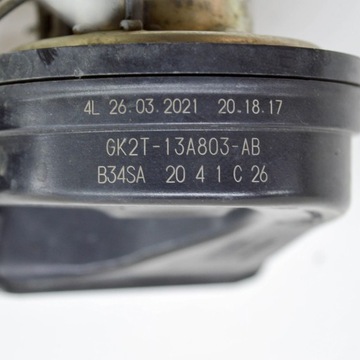 4L 26.03.2021 20.18.17
GK2T-13A803-AB
B34SA 20 4 1 C 26